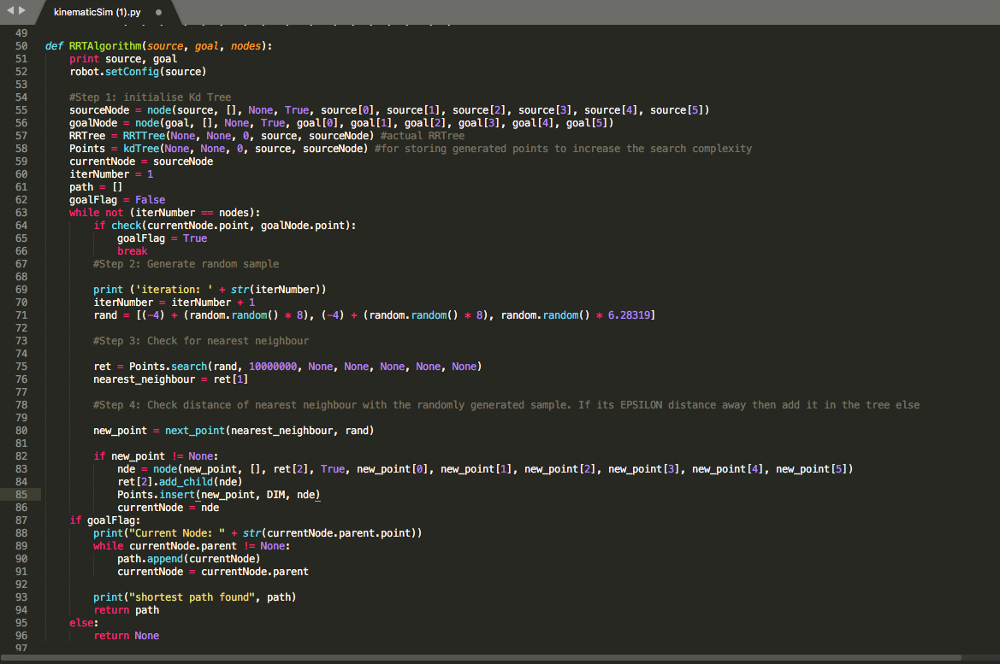 kinematicSim (1).py
49
50 def RRTAlgorithm(source, goal, nodes):
51 print source, goal
52 robot.setConfig(source)
53
54 #Step 1: initialise Kd Tree
55 sourceNode = node(source, [], None, True, source[0], source[1], source[2], source[3], source[4], source[5])
56 goalNode = node(goal, [], None, True, goal[0], goal[1], goal[2], goal[3], goal[4], goal[5])
57 RRTree = RRTTree(None, None, 0, source, sourceNode) #actual RRTree
58 Points = kdTree(None, None, 0, source, sourceNode) #for storing generated points to increase the search complexity
59 currentNode = sourceNode
60 iterNumber = 1
61 path = []
62 goalFlag = False
63 while not (iterNumber == nodes):
64 if check(currentNode.point, goalNode.point):
65 goalFlag = True
66 break
67 #Step 2: Generate random sample
68
69 print ('iteration: ' + str(iterNumber))
70 iterNumber = iterNumber + 1
71 rand = [(-4) + (random.random() * 8), (-4) + (random.random() * 8), random.random() * 6.28319]
72
73 #Step 3: Check for nearest neighbour
74
75 ret = Points.search(rand, 10000000, None, None, None, None, None)
76 nearest_neighbour = ret[1]
77
78 #Step 4: Check distance of nearest neighbour with the randomly generated sample. If its EPSILON distance away then add it in the tree else
79
80 new_point = next_point(nearest_neighbour, rand)
81
82 if new_point != None:
83 nde = node(new_point, [], ret[2], True, new_point[0], new_point[1], new_point[2], new_point[3], new_point[4], new_point[5])
84 ret[2].add_child(nde)
85 Points.insert(new_point, DIM, nde)
86 currentNode = nde
87 if goalFlag:
88 print("Current Node: " + str(currentNode.parent.point))
89 while currentNode.parent != None:
90 path.append(currentNode)
91 currentNode = currentNode.parent
92
93 print("shortest path found", path)
94 return path
95 else:
96 return None
97